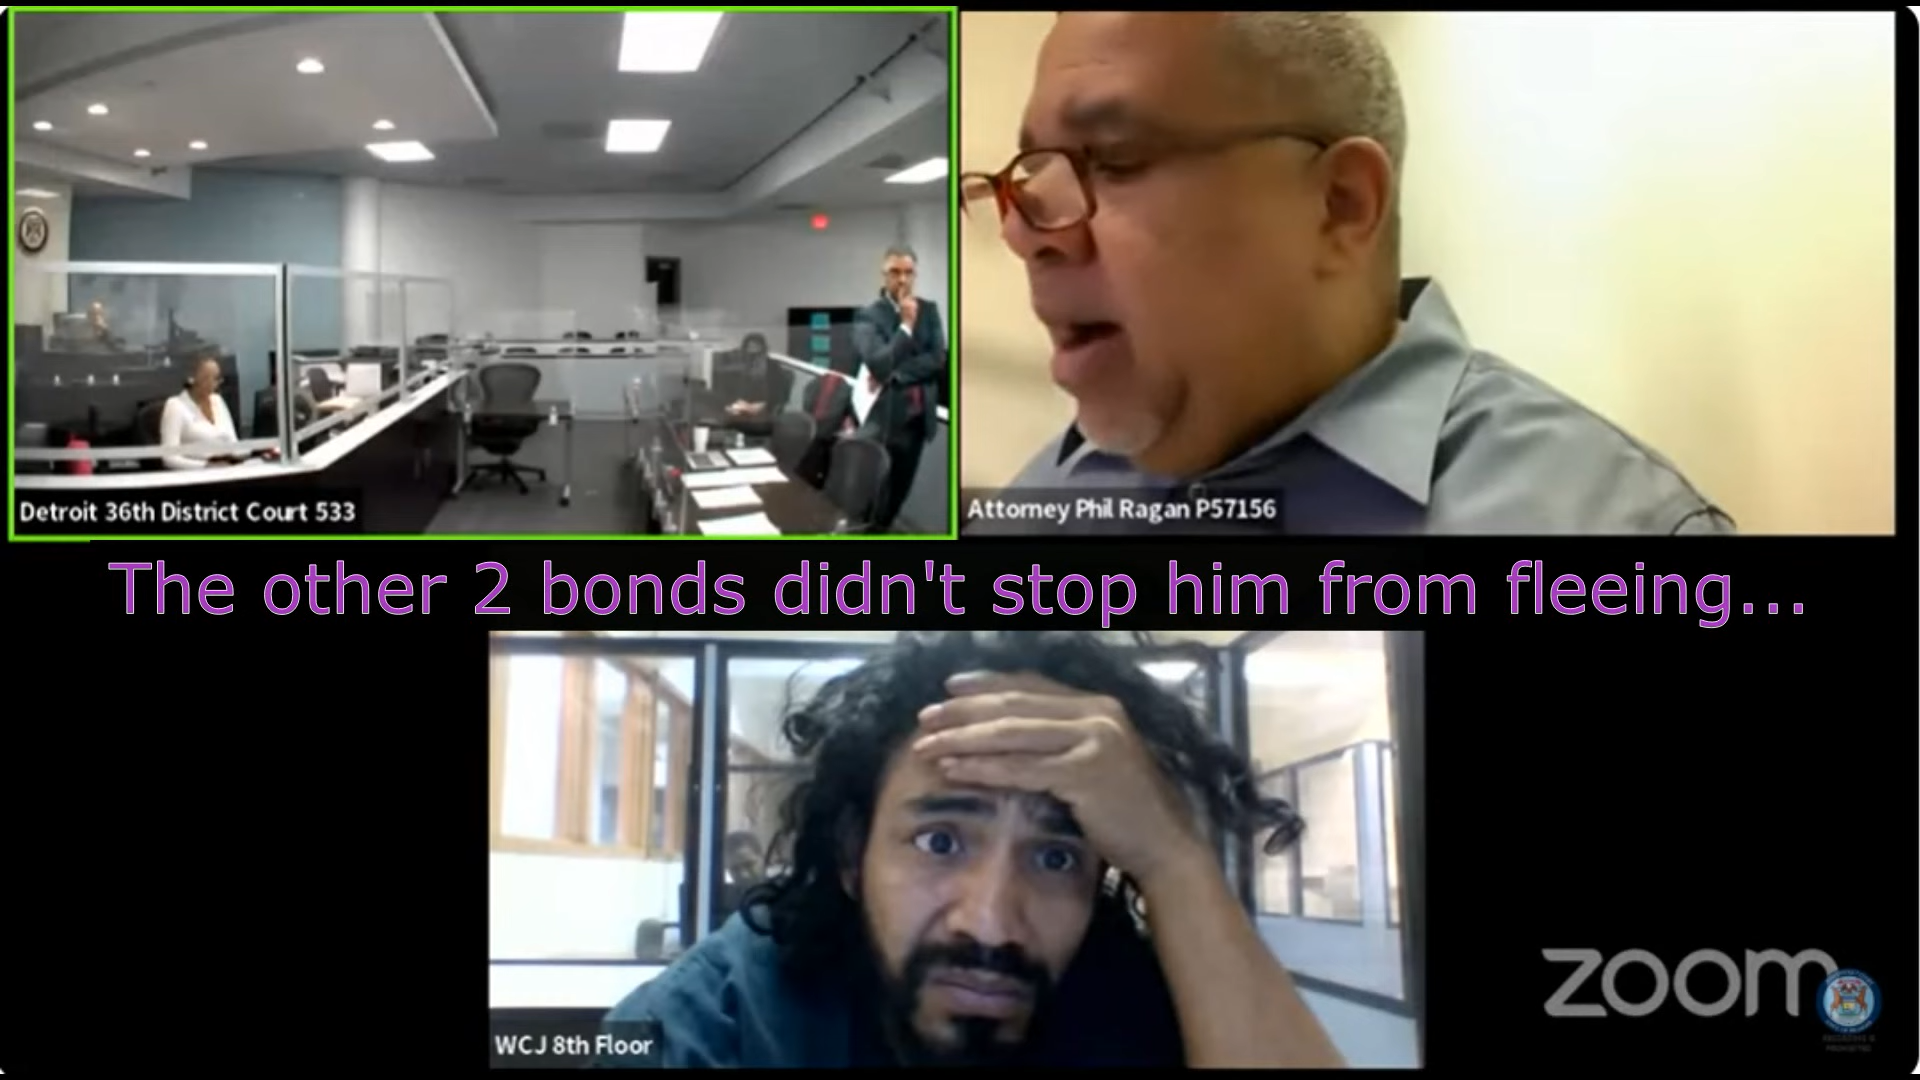 Detroit 36th District Court 533
Attorney Phil Ragan P57156
The other 2 bonds didn't stop him from fleeing...
WCJ 8th Floor
zoom